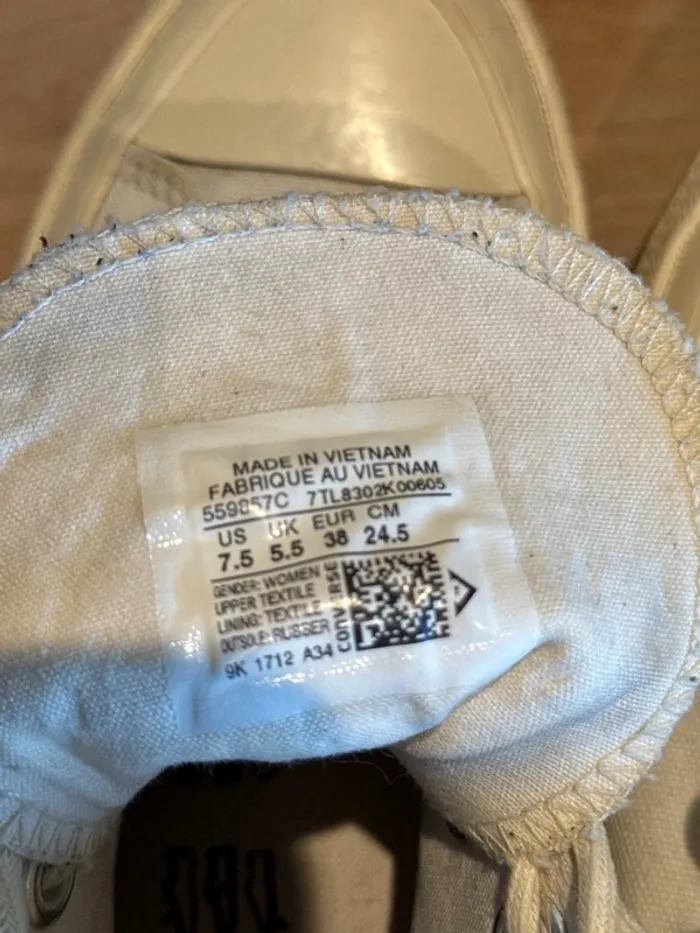 MADE IN VIETNAM
FABRIQUE AU VIETNAM
559857C 7TL8302K00605
US UK EUR CM
7.5 5.5 38 24.5
GENDER: WOMEN
UPPER TEXTILE
LINING: TEXTILE
OUTSOLE: RUBBER
CONVERSE
9K 1712 A34